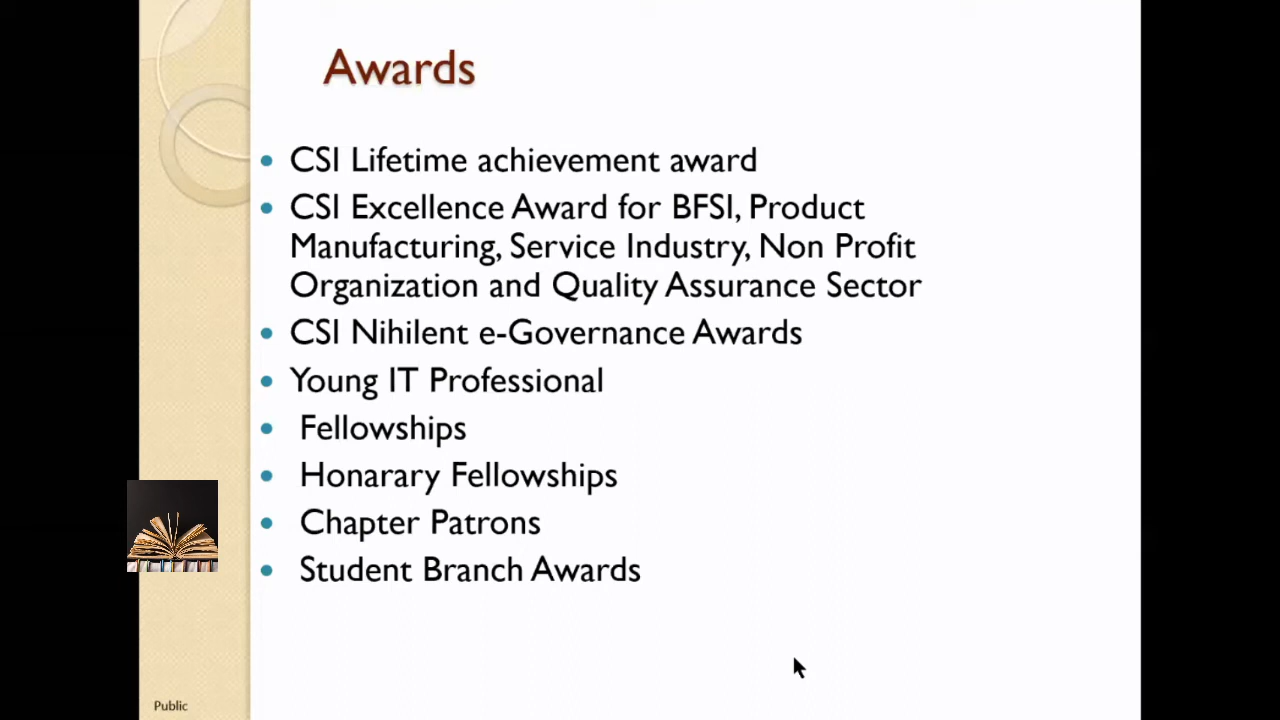 Awards
• CSI Lifetime achievement award
• CSI Excellence Award for BFSI, Product
Manufacturing, Service Industry, Non Profit
Organization and Quality Assurance Sector
• CSI Nihilent e-Governance Awards
• Young IT Professional
• Fellowships
• Honarary Fellowships
• Chapter Patrons
• Student Branch Awards
Public